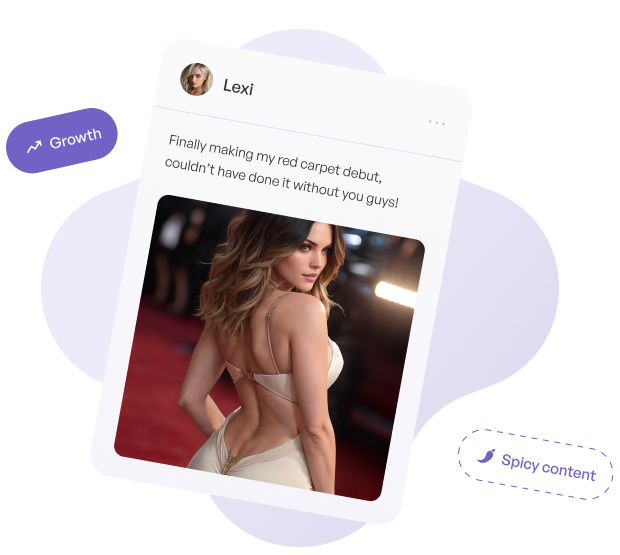 Lexi
Growth
Finally making my red carpet debut,
couldn’t have done it without you guys!
Spicy content